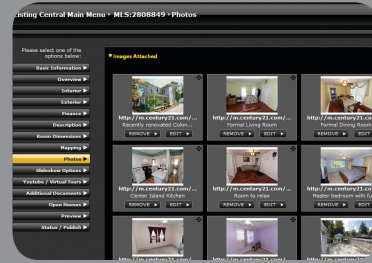 isting Central Main Menu › MLS:2808849 › Photos
Please select one of the
options below:
Basic Information ▶
Overview ▶
Interior ▶
Exterior ▶
Finance ▶
Description ▶
Room Dimensions ▶
Mapping ▶
Photos ▶
Slideshow Options ▶
Youtube / Virtual Tours ▶
Additional Documents ▶
Open Houses ▶
Preview ▶
Status / Publish ▶
Images Attached
http://m.century21.com/...
http://m.century21.com/...
http://m.century21
Recently renovated Colon...
Formal Living Room
Formal Dining Room
REMOVE ▶ EDIT ▶
REMOVE ▶ EDIT ▶
REMOVE ▶ EDIT
http://m.century21.com/...
http://m.century21.com/...
http://m.century21
Center Island Kitchen
Room to relax
Master bedroom with fu
REMOVE ▶ EDIT ▶
REMOVE ▶ EDIT ▶
REMOVE ▶ EDIT